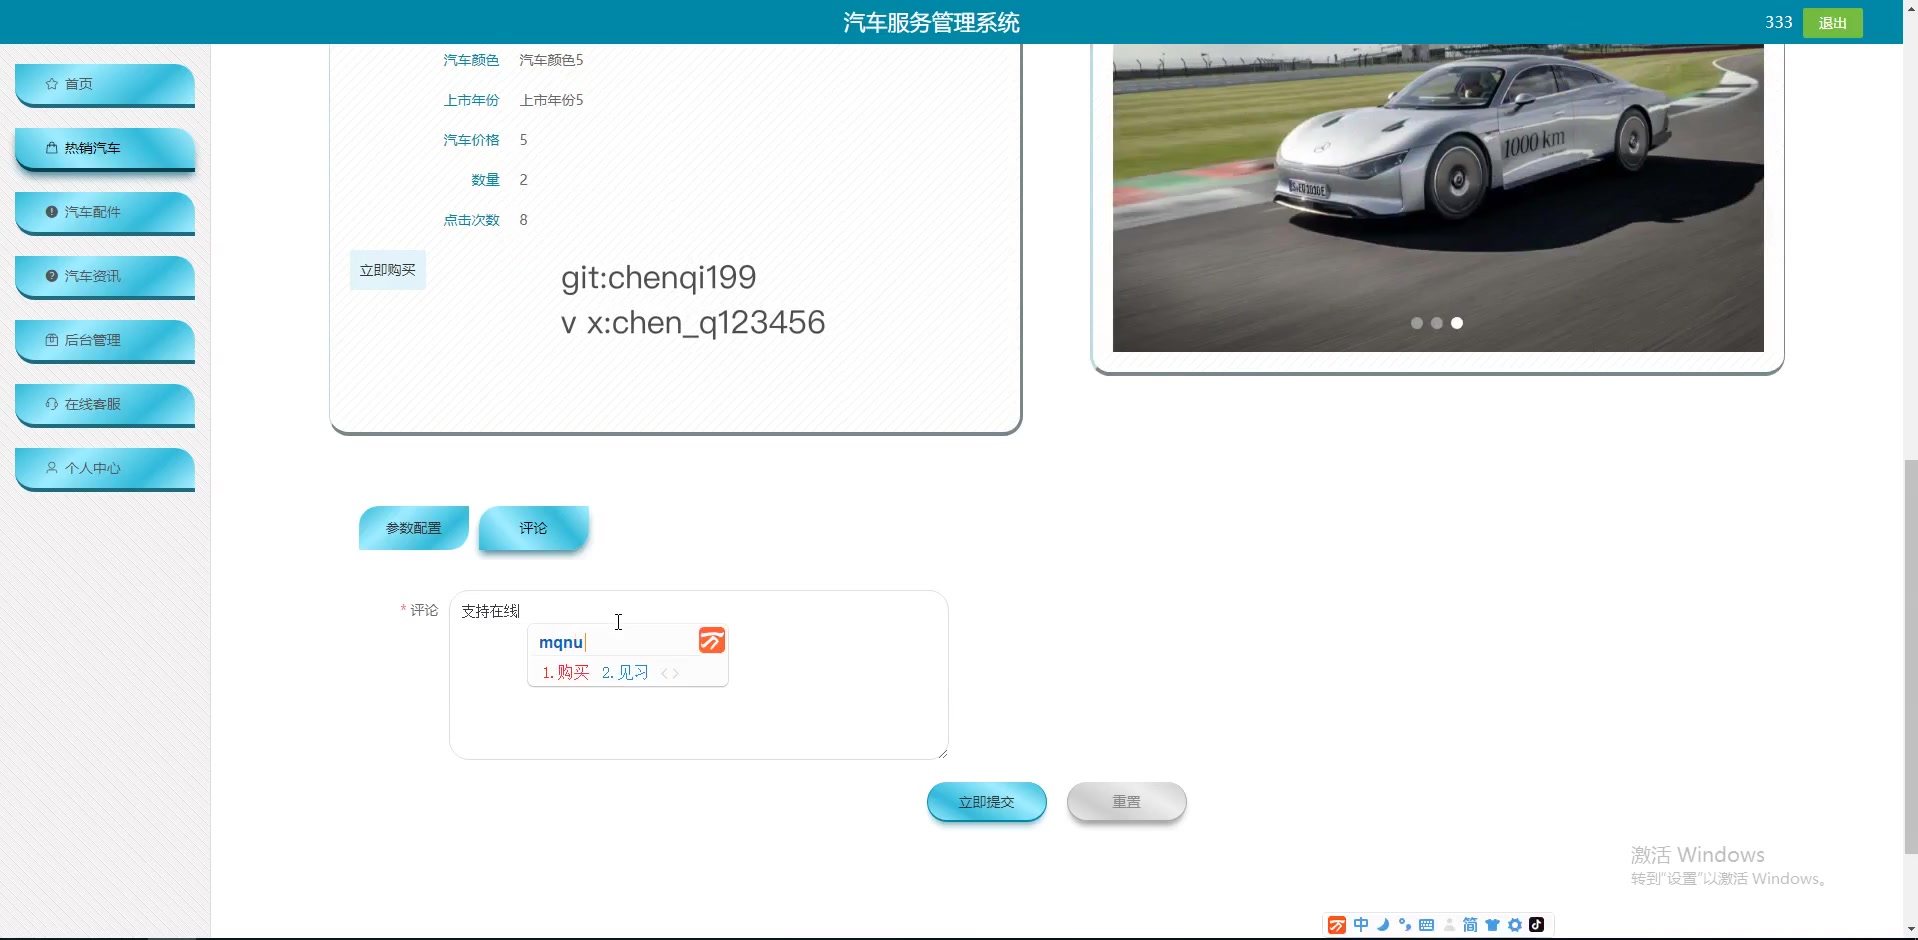 汽车服务管理系统
333 退出
首页
热销汽车
汽车配件
汽车资讯
后台管理
在线客服
个人中心
汽车颜色 汽车颜色5
上市年份 上市年份5
汽车价格 5
数量 2
点击次数 8
立即购买
git:chenqi199
v x:chen_q123456
1000 km
参数配置 评论
* 评论 支持在线
mqnu
1.购买 2.见习 < >
立即提交 重置
激活 Windows
转到“设置”以激活 Windows。
中 简